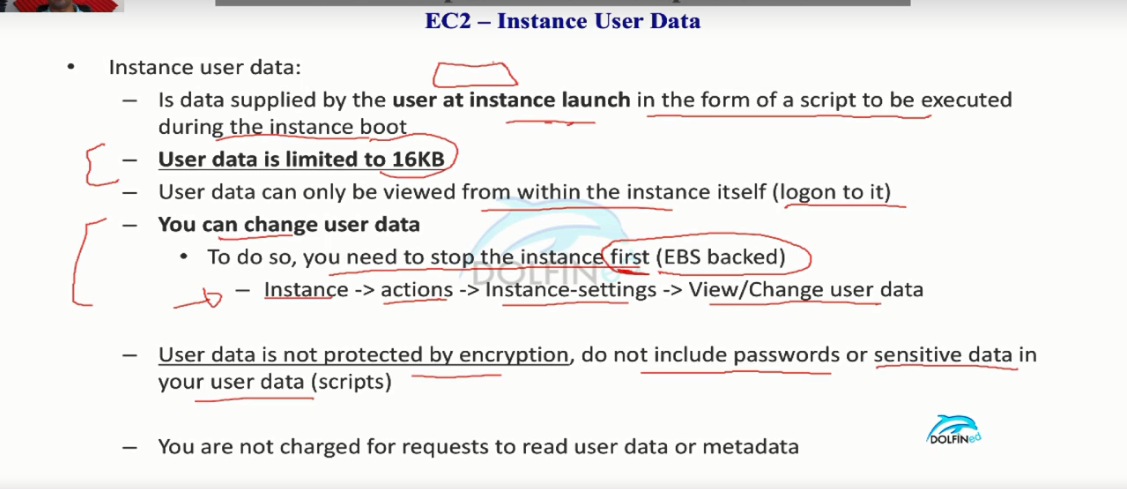 EC2 – Instance User Data
• Instance user data:
– Is data supplied by the user at instance launch in the form of a script to be executed
during the instance boot
– User data is limited to 16KB
– User data can only be viewed from within the instance itself (logon to it)
– You can change user data
• To do so, you need to stop the instance first (EBS backed)
DOLFINed
– Instance -> actions -> Instance-settings -> View/Change user data
– User data is not protected by encryption, do not include passwords or sensitive data in
your user data (scripts)
DOLFINed
– You are not charged for requests to read user data or metadata